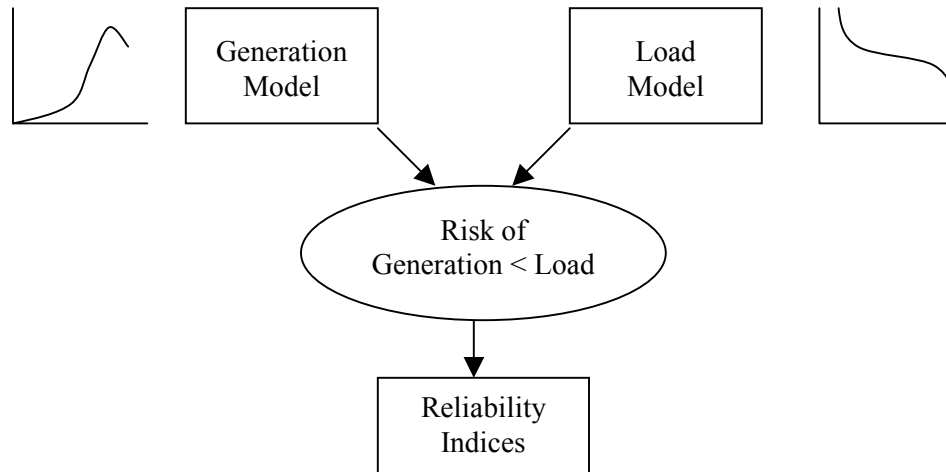 Generation
Model
Load
Model
Risk of
Generation < Load
Reliability
Indices